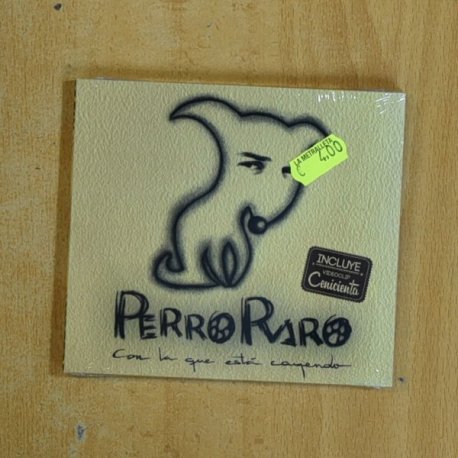 LA METRALLETA
€ 4,00
INCLUYE
VIDEOCLIP
Cenicienta
PERRO RARO
Con la que está cayendo